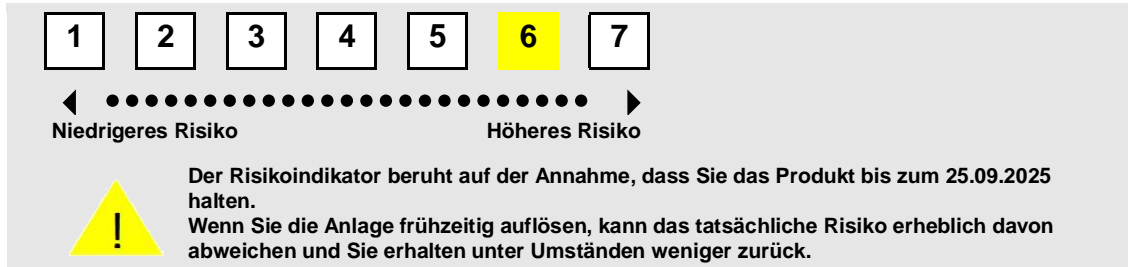 1 2 3 4 5 6 7
Niedrigeres Risiko Höheres Risiko
Der Risikoindikator beruht auf der Annahme, dass Sie das Produkt bis zum 25.09.2025
halten.
Wenn Sie die Anlage frühzeitig auflösen, kann das tatsächliche Risiko erheblich davon
abweichen und Sie erhalten unter Umständen weniger zurück.
!